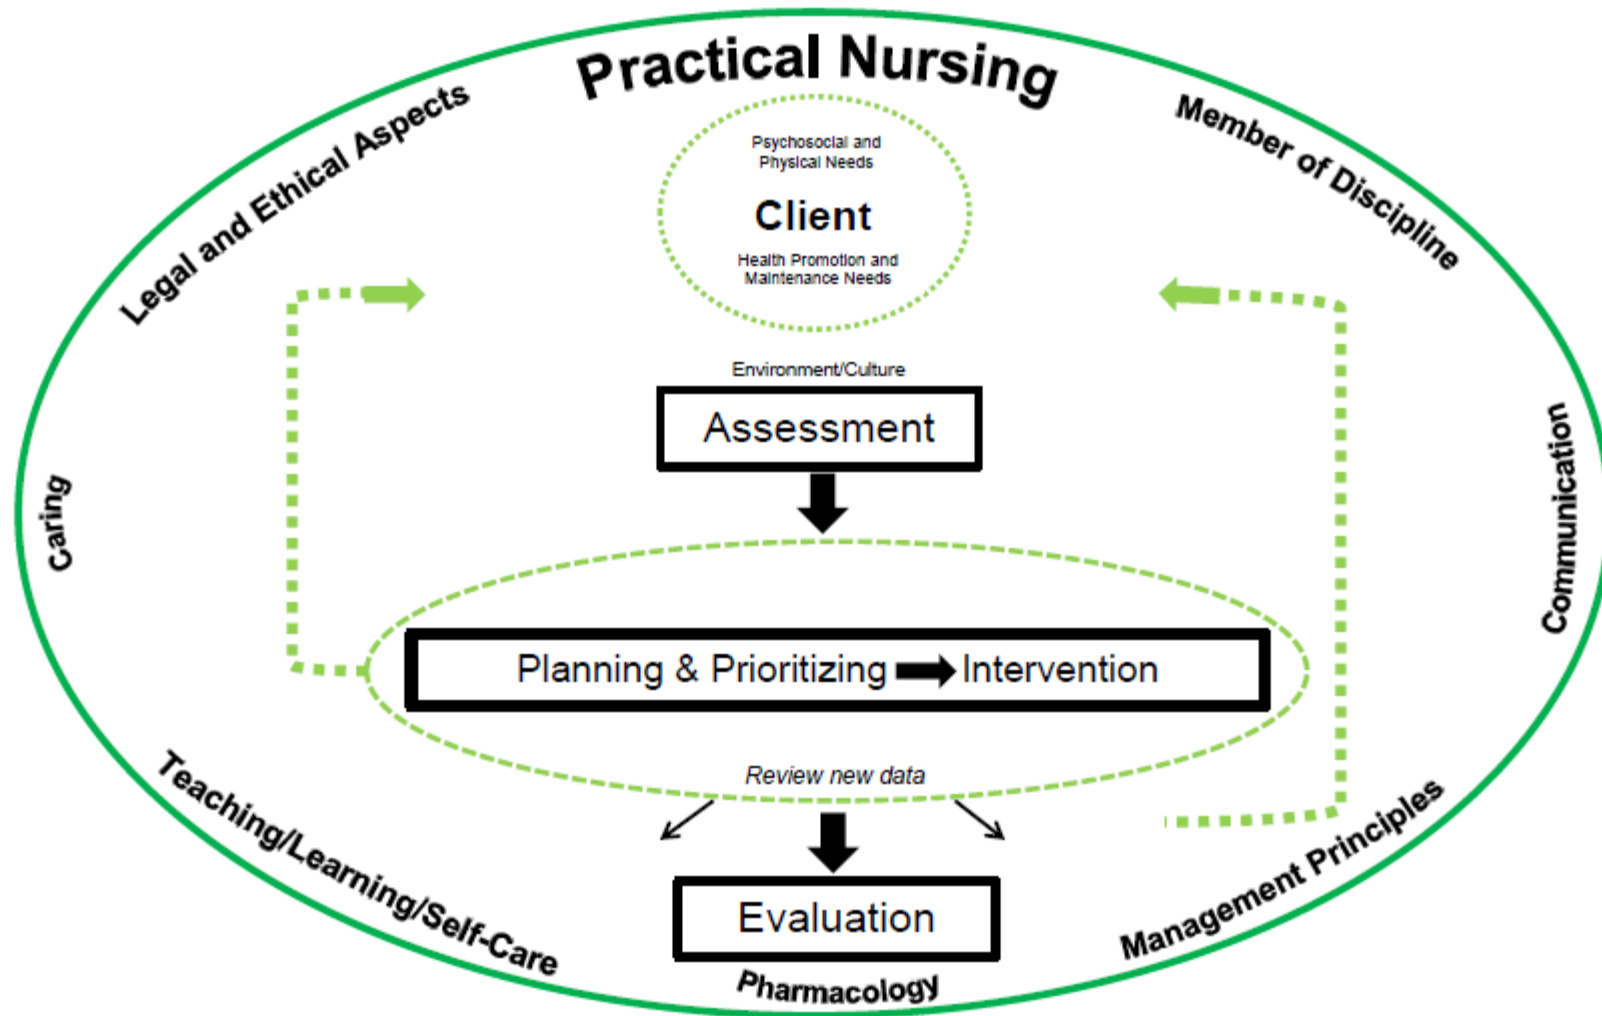 Practical Nursing
Legal and Ethical Aspects
Member of Discipline
Psychosocial and
Physical Needs
Client
Health Promotion and
Maintenance Needs
Environment/Culture
Assessment
Caring
Communication
Planning & Prioritizing Intervention
Review new data
Teaching/Learning/Self-Care
Management Principles
Evaluation
Pharmacology